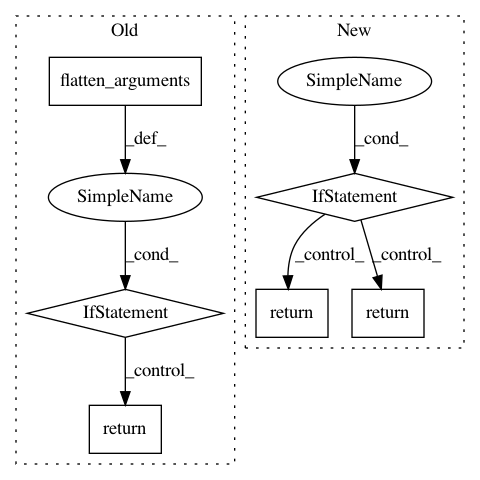 Old
flatten_arguments
_def_
SimpleName
_cond_
IfStatement
_control_
return
New
SimpleName
_cond_
IfStatement
_control_
_control_
return
return